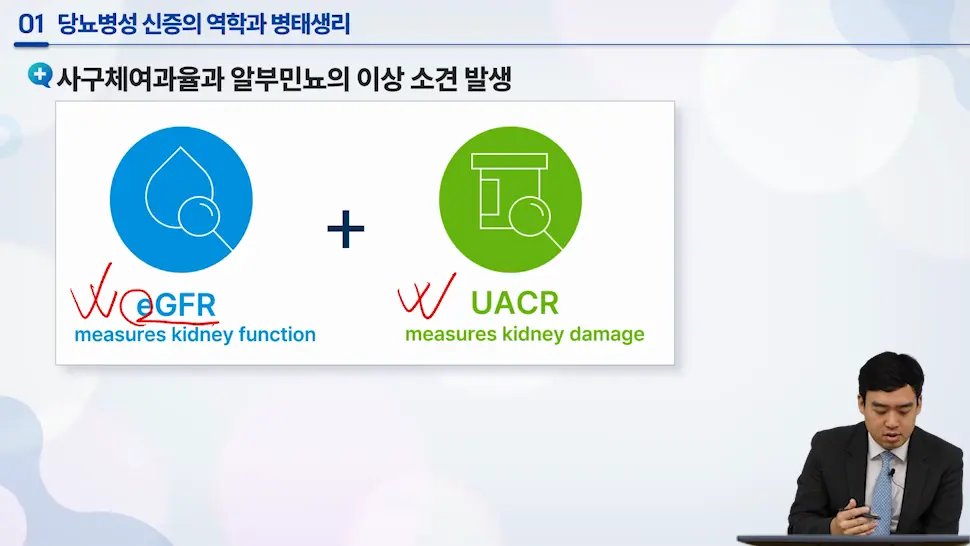 01 당뇨병성 신증의 역학과 병태생리
사구체여과율과 알부민뇨의 이상 소견 발생
+
eGFR
measures kidney function
UACR
measures kidney damage